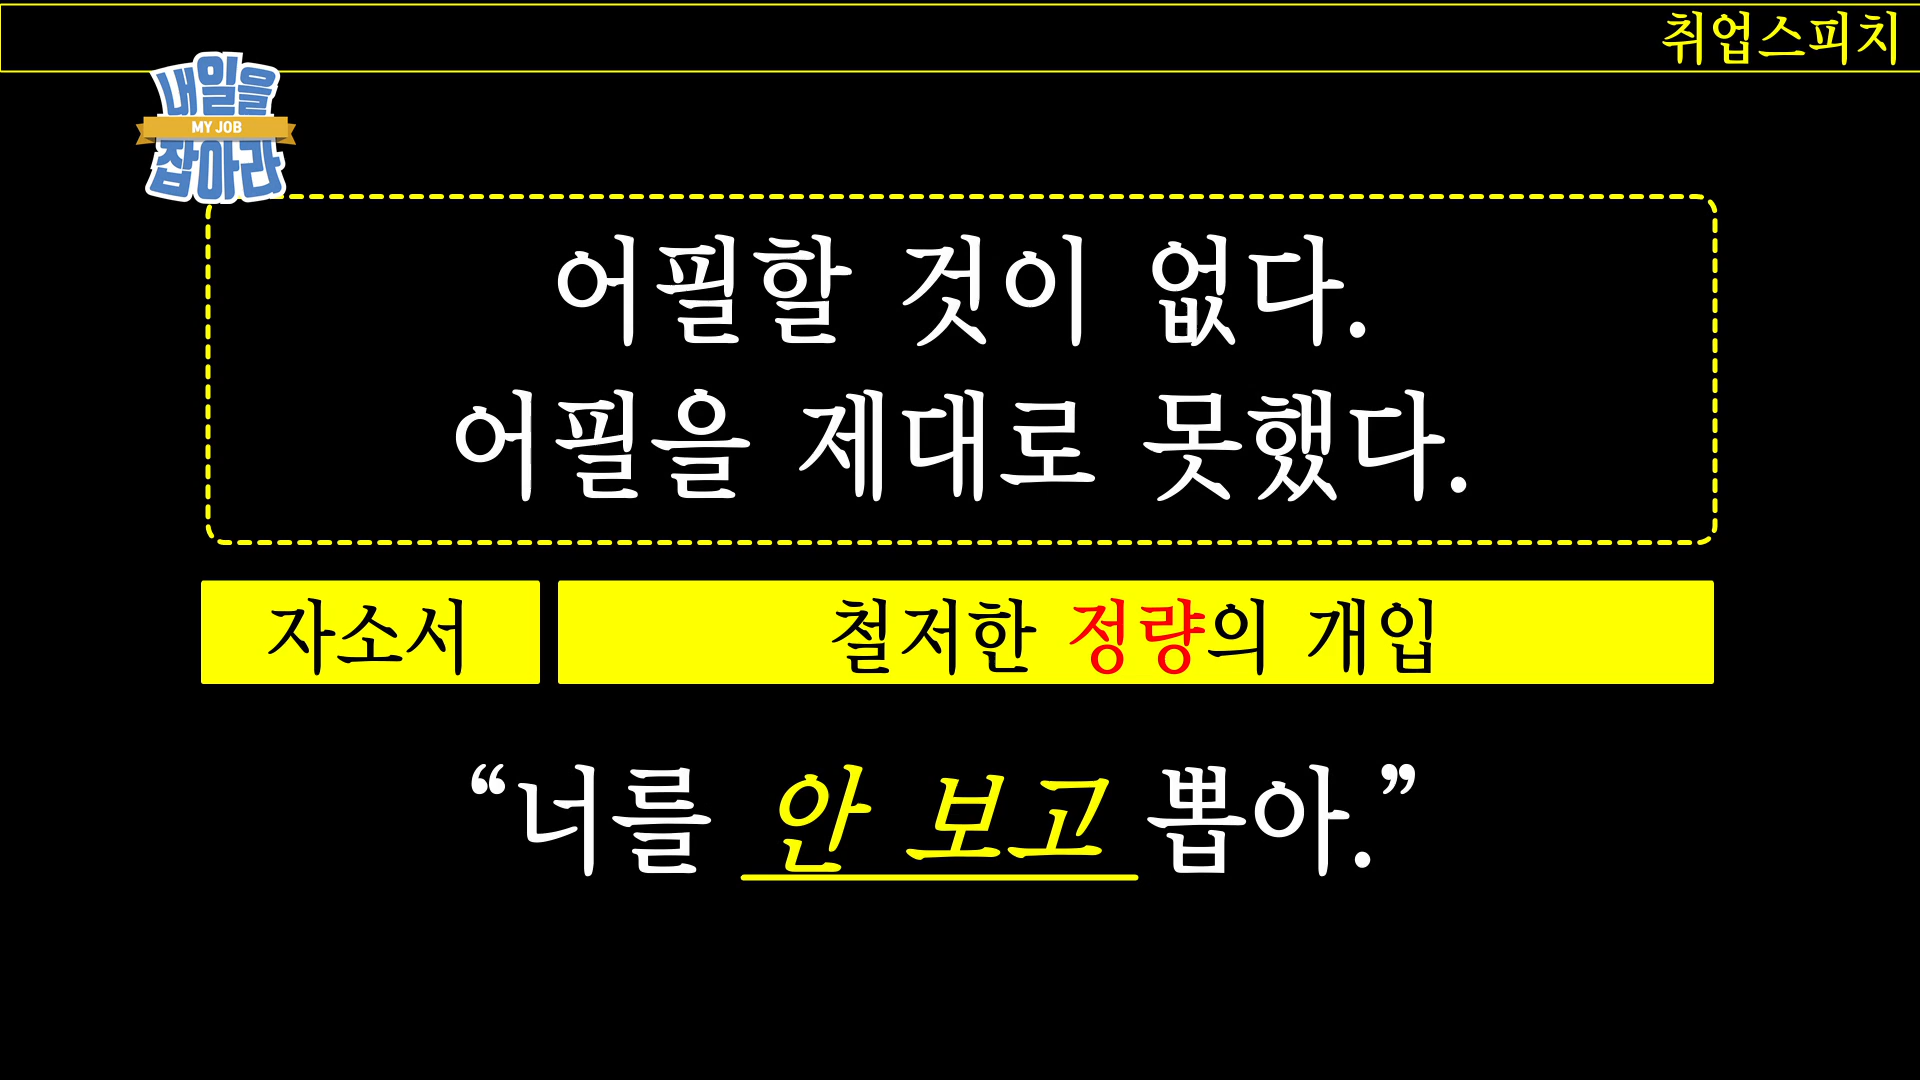 취업스피치
내일을
MY JOB
잡아라
어필할 것이 없다.
어필을 제대로 못했다.
자소서
철저한 정량의 개입
“너를 안 보고 뽑아.”